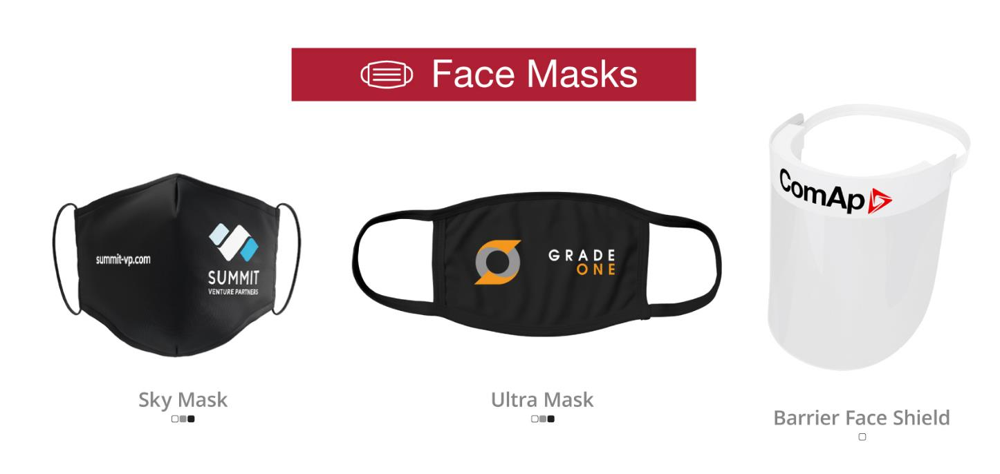 Face Masks
summit-vp.com
SUMMIT
VENTURE PARTNERS
GRADE
ONE
ComAp
Sky Mask
Ultra Mask
Barrier Face Shield